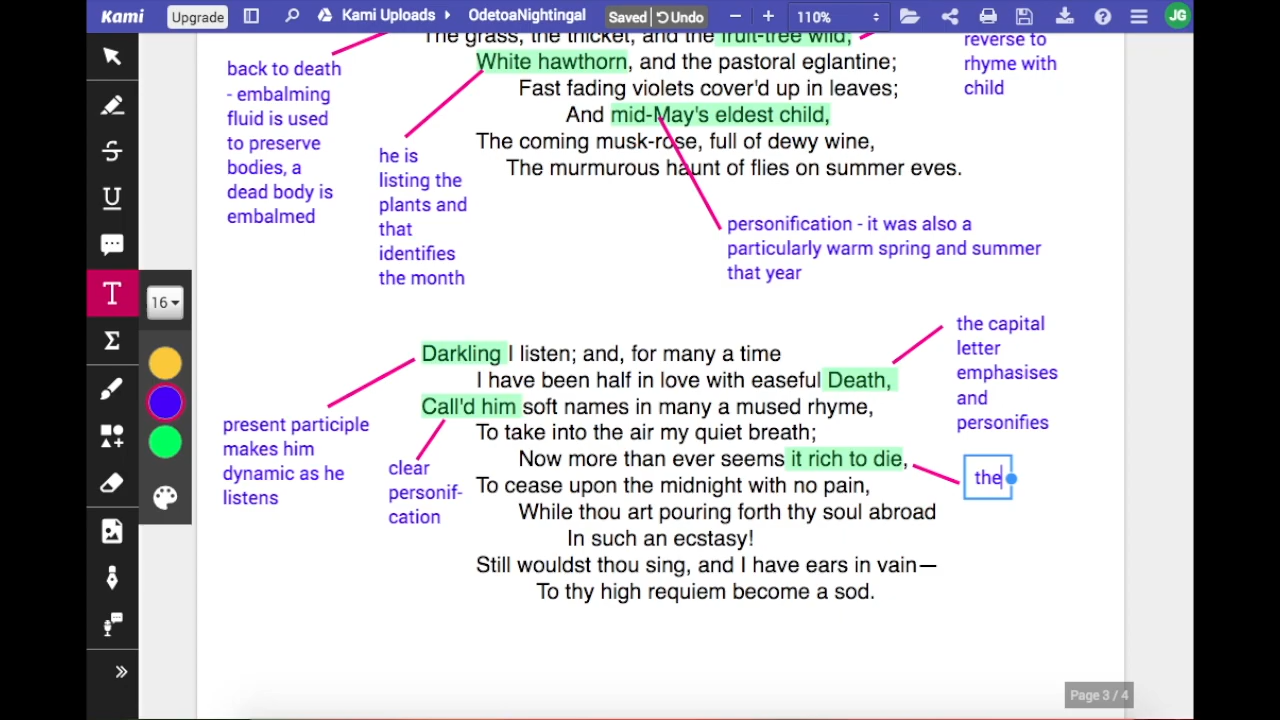 Kami
Upgrade
Kami Uploads
OdetoaNightingal
Saved
Undo
110%
JG
The grass, the thicket, and the fruit-tree wild;
White hawthorn, and the pastoral eglantine;
Fast fading violets cover'd up in leaves;
And mid-May's eldest child,
The coming musk-rose, full of dewy wine,
The murmurous haunt of flies on summer eves.
reverse to
rhyme with
child
back to death
- embalming
fluid is used
to preserve
bodies, a
dead body is
embalmed
he is
listing the
plants and
that
identifies
the month
personification - it was also a
particularly warm spring and summer
that year
T
16
Darkling I listen; and, for many a time
I have been half in love with easeful Death,
Call'd him soft names in many a mused rhyme,
To take into the air my quiet breath;
Now more than ever seems it rich to die,
To cease upon the midnight with no pain,
While thou art pouring forth thy soul abroad
In such an ecstasy!
Still wouldst thou sing, and I have ears in vain—
To thy high requiem become a sod.
the capital
letter
emphasises
and
personifies
the
present participle
makes him
dynamic as he
listens
clear
personif-
cation
Page 3 / 4